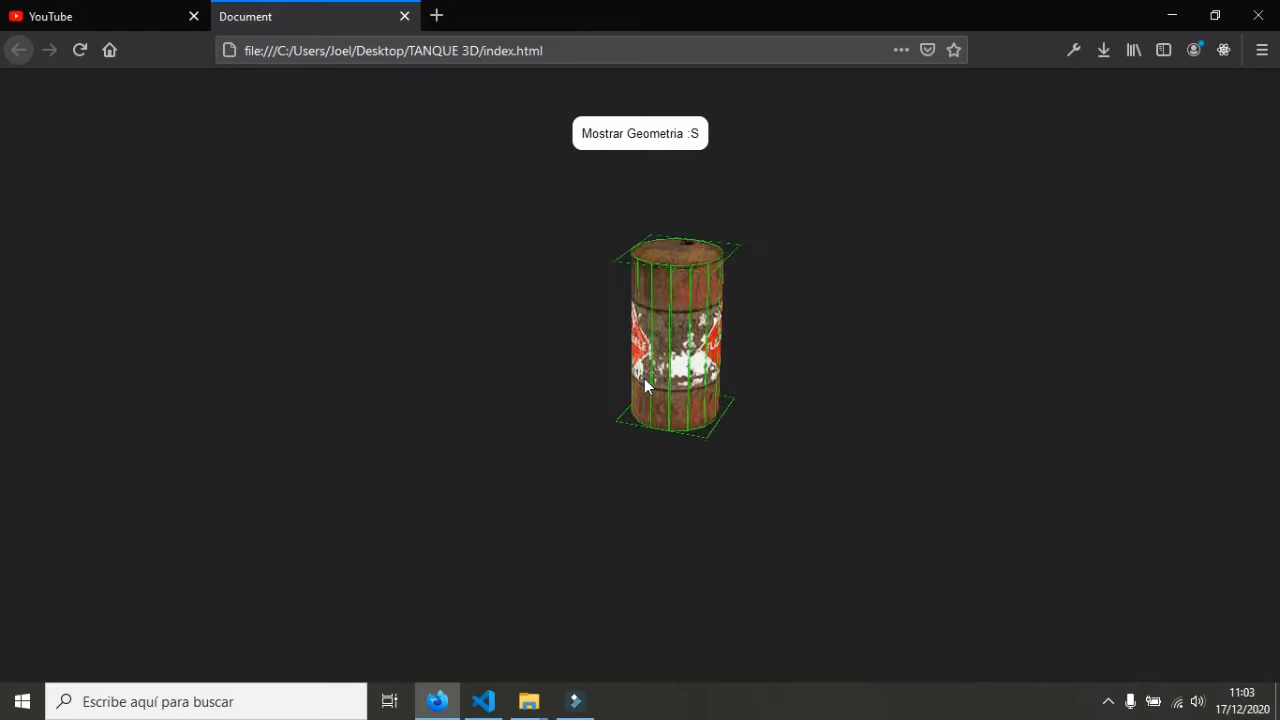 YouTube
Document
file:///C:/Users/Joel/Desktop/TANQUE 3D/index.html
Mostrar Geometria :S
Escribe aquí para buscar
11:03
17/12/2020